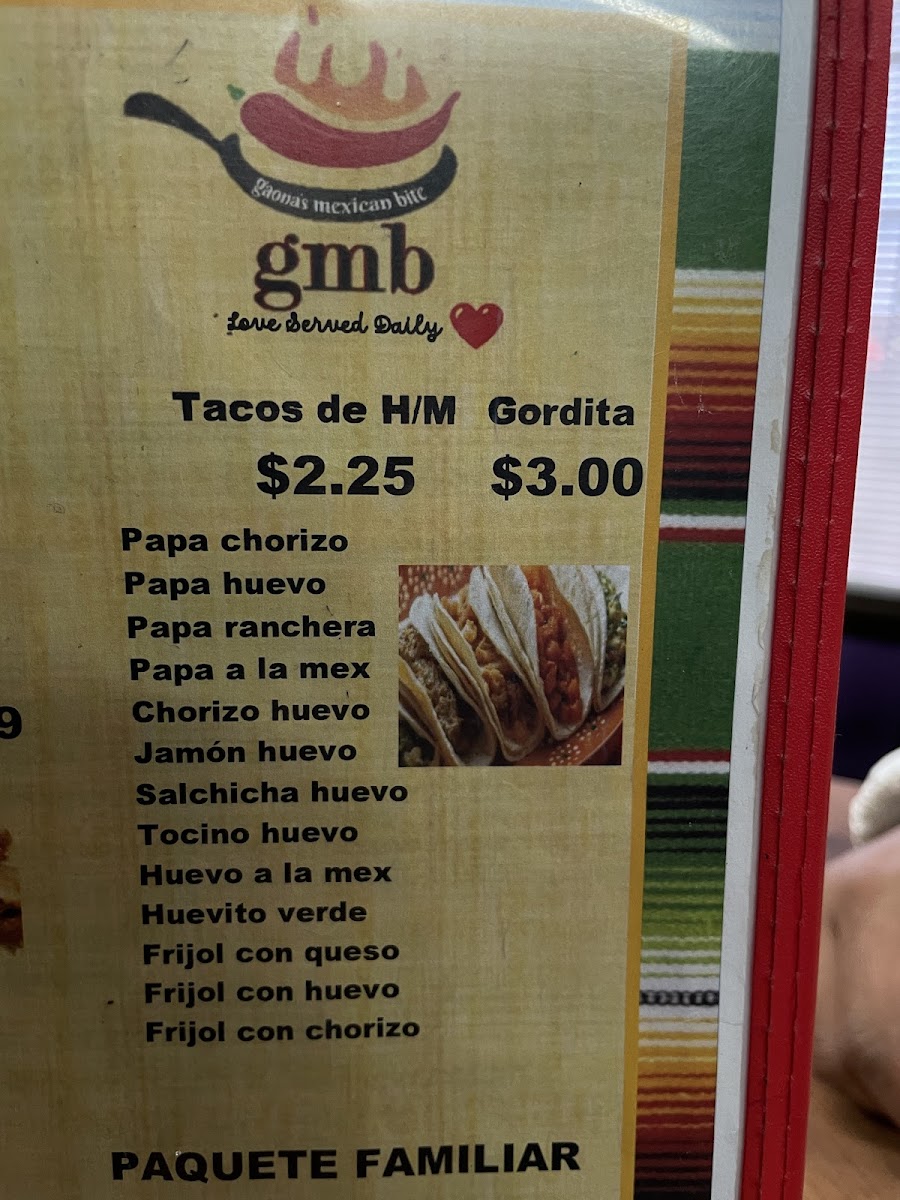 gaona's mexican bite
gmb
Love Served Daily
Tacos de H/M Gordita
$2.25 $3.00
Papa chorizo
Papa huevo
Papa ranchera
Papa a la mex
Chorizo huevo
9
Jamón huevo
Salchicha huevo
Tocino huevo
Huevo a la mex
Huevito verde
Frijol con queso
Frijol con huevo
Frijol con chorizo
PAQUETE FAMILIAR